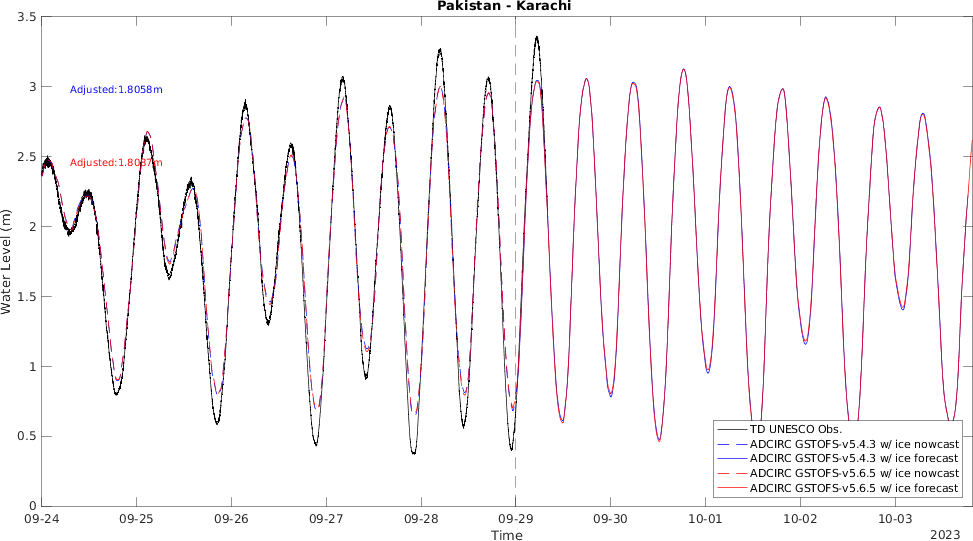 Pakistan - Karachi
3.5
3
2.5
2
1.5
1
0.5
0
Water Level (m)
Adjusted:1.8058m
Adjusted:1.8037m
TD UNESCO Obs.
ADCIRC GSTOFS-v5.4.3 w/ ice nowcast
ADCIRC GSTOFS-v5.4.3 w/ ice forecast
ADCIRC GSTOFS-v5.6.5 w/ ice nowcast
ADCIRC GSTOFS-v5.6.5 w/ ice forecast
09-24 09-25 09-26 09-27 09-28 09-29 09-30 10-01 10-02 10-03
Time
2023